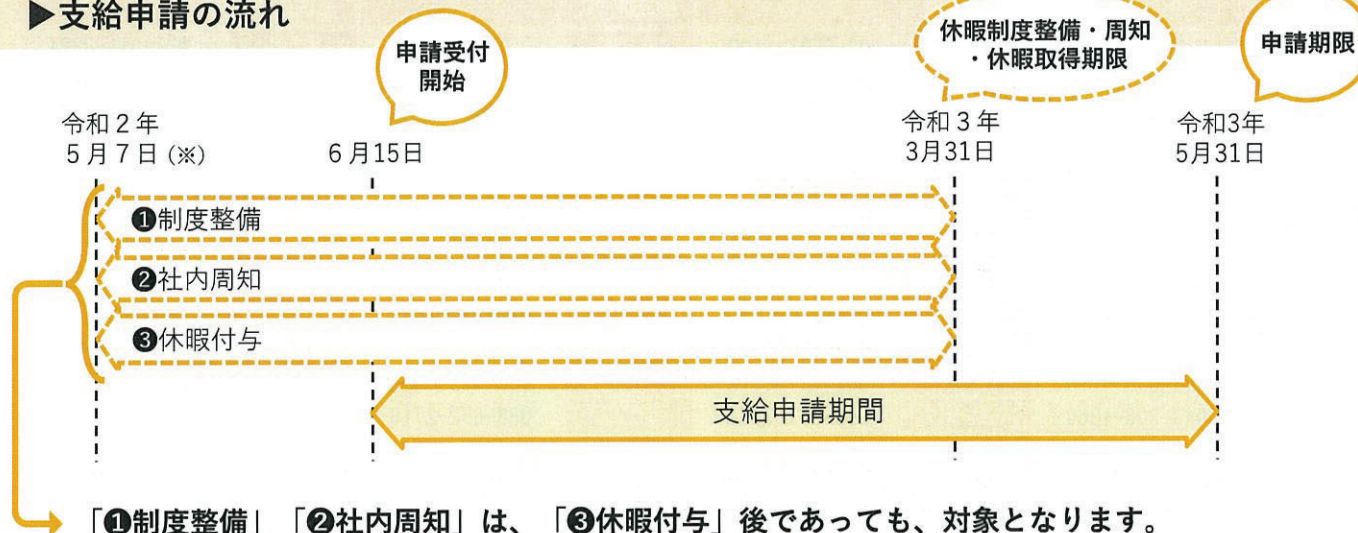 ▶支給申請の流れ
申請受付
開始
休暇制度整備・周知
・休暇取得期限
申請期限
令和２年
５月７日 (※)
６月15日
令和３年
3月31日
令和3年
5月31日
❶制度整備
❷社内周知
❸休暇付与
支給申請期間
「❶制度整備」「❷社内周知」は、「❸休暇付与」後であっても、対象となります。